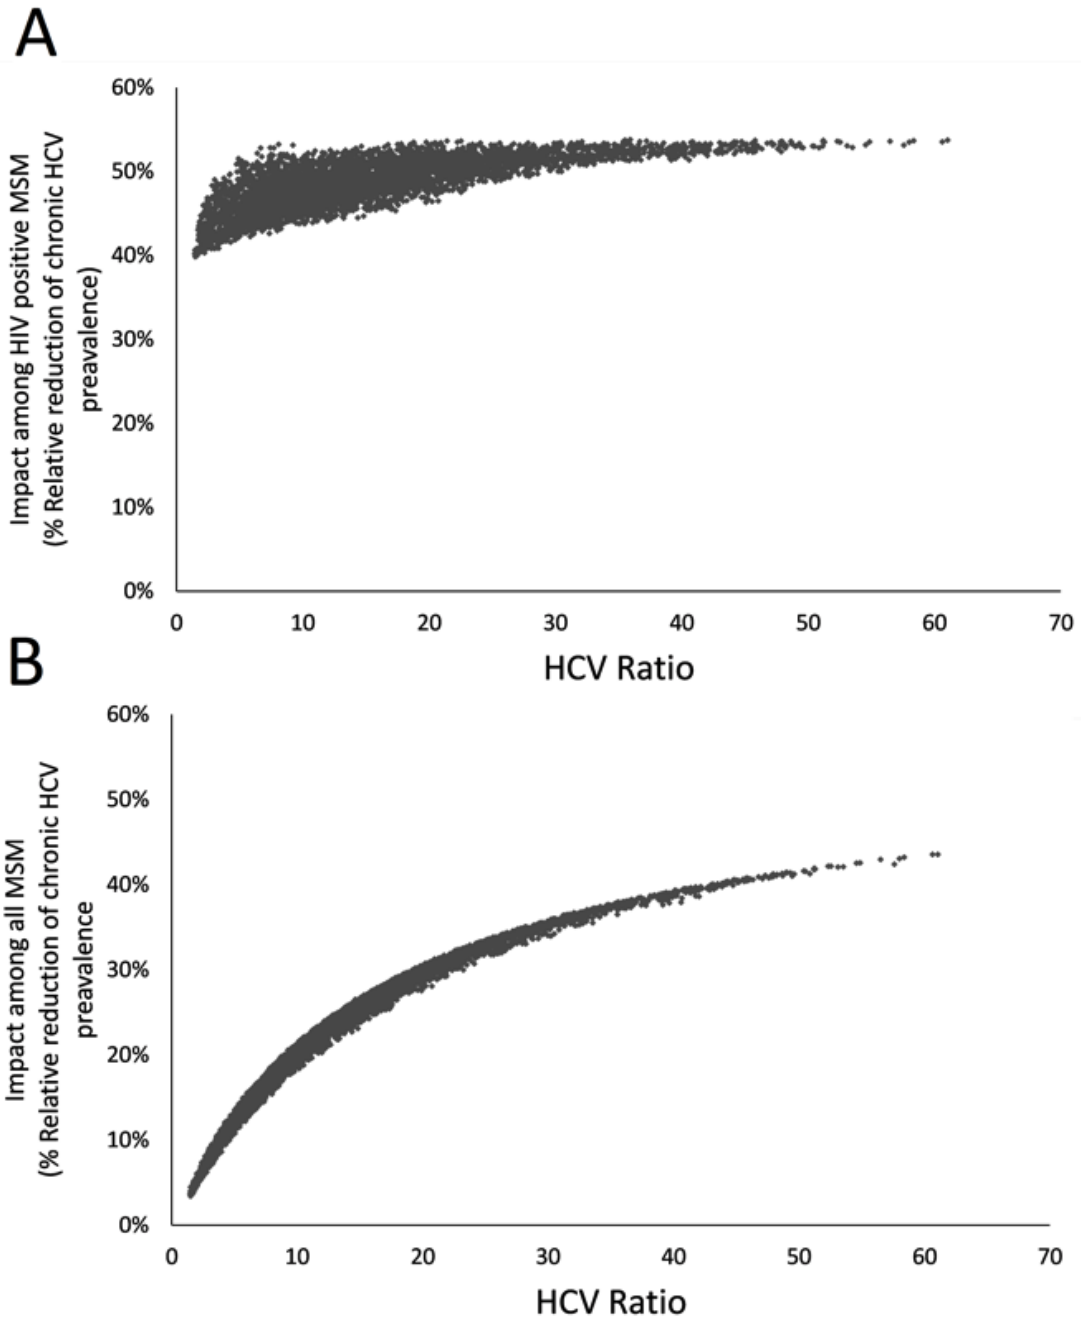 A
Impact among HIV positive MSM
(% Relative reduction of chronic HCV
preavalence)
60%
50%
40%
30%
20%
10%
0%
0 10 20 30 40 50 60 70
HCV Ratio
B
Impact among all MSM
(% Relative reduction of chronic HCV
preavalence
60%
50%
40%
30%
20%
10%
0%
0 10 20 30 40 50 60 70
HCV Ratio